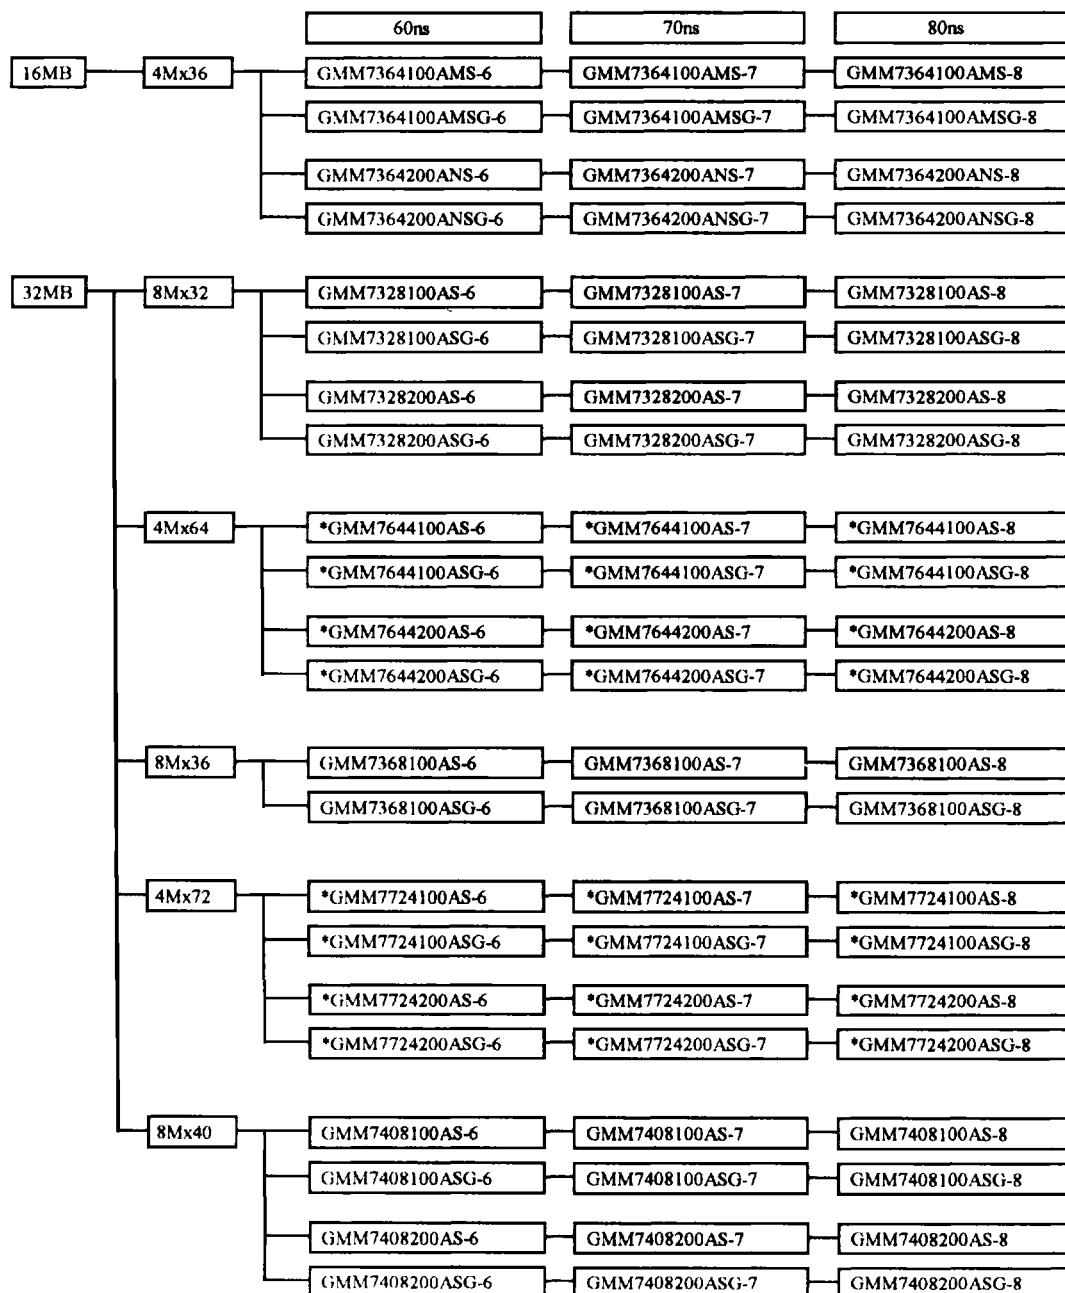 60ns 70ns 80ns
16MB 4Mx36 GMM7364100AMS-6 GMM7364100AMS-7 GMM7364100AMS-8
GMM7364100AMSG-6 GMM7364100AMSG-7 GMM7364100AMSG-8
GMM7364200ANS-6 GMM7364200ANS-7 GMM7364200ANS-8
GMM7364200ANSG-6 GMM7364200ANSG-7 GMM7364200ANSG-8
32MB 8Mx32 GMM7328100AS-6 GMM7328100AS-7 GMM7328100AS-8
GMM7328100ASG-6 GMM7328100ASG-7 GMM7328100ASG-8
GMM7328200AS-6 GMM7328200AS-7 GMM7328200AS-8
GMM7328200ASG-6 GMM7328200ASG-7 GMM7328200ASG-8
4Mx64 *GMM7644100AS-6 *GMM7644100AS-7 *GMM7644100AS-8
*GMM7644100ASG-6 *GMM7644100ASG-7 *GMM7644100ASG-8
*GMM7644200AS-6 *GMM7644200AS-7 *GMM7644200AS-8
*GMM7644200ASG-6 *GMM7644200ASG-7 *GMM7644200ASG-8
8Mx36 GMM7368100AS-6 GMM7368100AS-7 GMM7368100AS-8
GMM7368100ASG-6 GMM7368100ASG-7 GMM7368100ASG-8
4Mx72 *GMM7724100AS-6 *GMM7724100AS-7 *GMM7724100AS-8
*GMM7724100ASG-6 *GMM7724100ASG-7 *GMM7724100ASG-8
*GMM7724200AS-6 *GMM7724200AS-7 *GMM7724200AS-8
*GMM7724200ASG-6 *GMM7724200ASG-7 *GMM7724200ASG-8
8Mx40 GMM7408100AS-6 GMM7408100AS-7 GMM7408100AS-8
GMM7408100ASG-6 GMM7408100ASG-7 GMM7408100ASG-8
GMM7408200AS-6 GMM7408200AS-7 GMM7408200AS-8
GMM7408200ASG-6 GMM7408200ASG-7 GMM7408200ASG-8